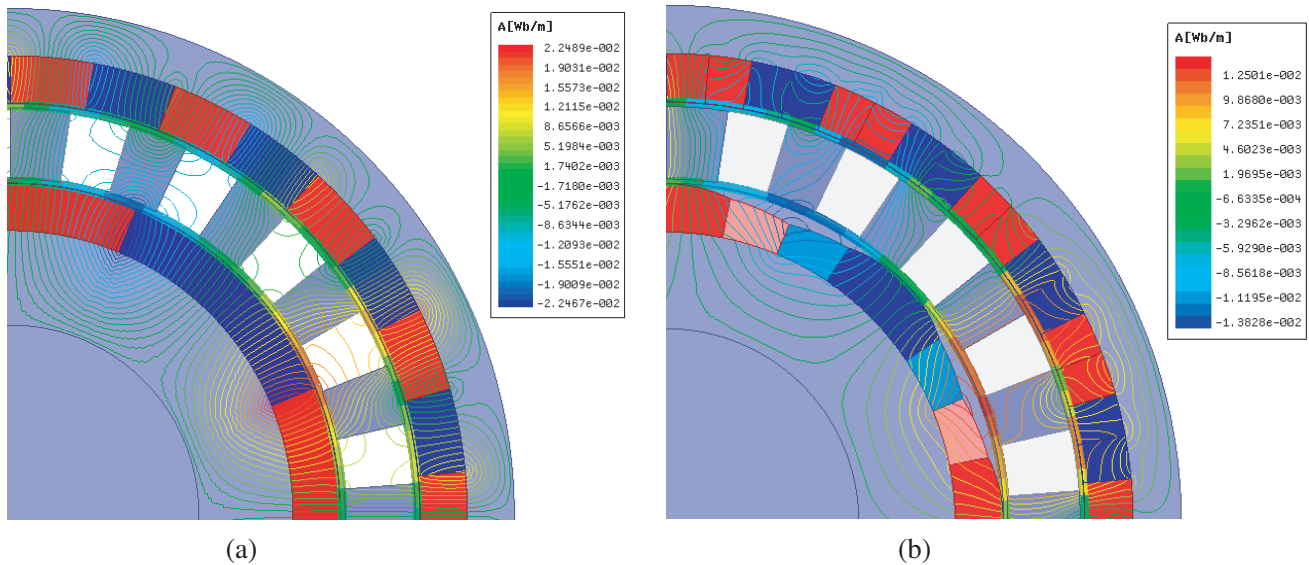 A[Wb/m]
2.2489e-002
1.9031e-002
1.5573e-002
1.2115e-002
8.6566e-003
5.1984e-003
1.7402e-003
-1.7180e-003
-5.1762e-003
-8.6344e-003
-1.2093e-002
-1.5551e-002
-1.9009e-002
-2.2467e-002
A[Wb/m]
1.2501e-002
9.8680e-003
7.2351e-003
4.6023e-003
1.9695e-003
-6.6335e-004
-3.2962e-003
-5.9290e-003
-8.5618e-003
-1.1195e-002
-1.3828e-002
(a)
(b)